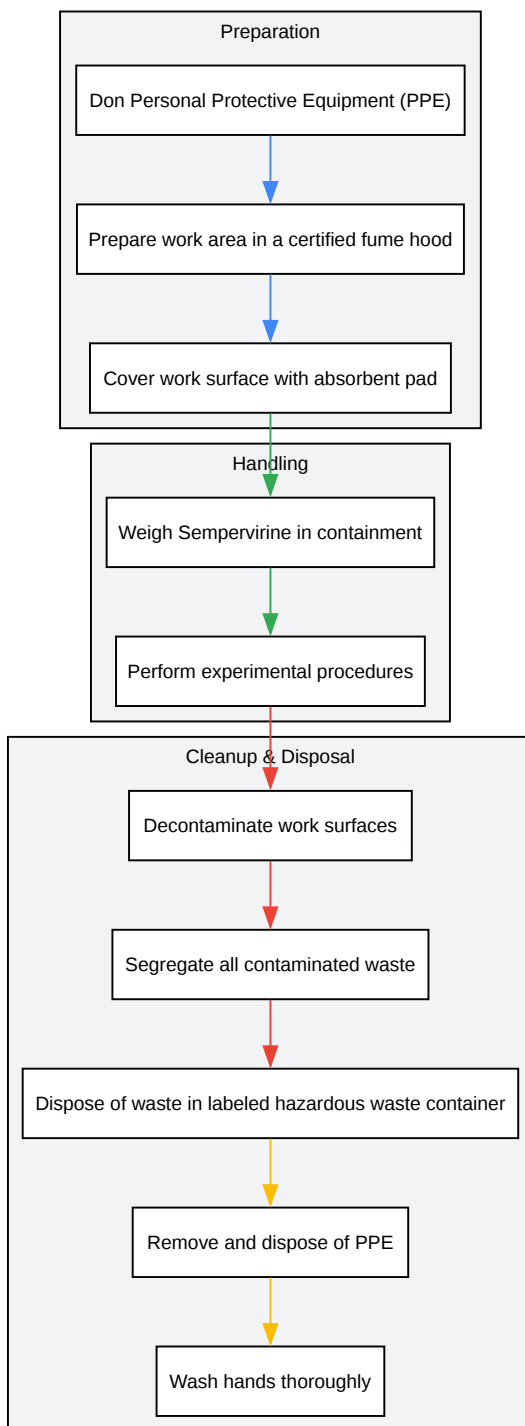 Preparation
Don Personal Protective Equipment (PPE)
Prepare work area in a certified fume hood
Cover work surface with absorbent pad
Handling
Weigh Sempervirine in containment
Perform experimental procedures
Cleanup & Disposal
Decontaminate work surfaces
Segregate all contaminated waste
Dispose of waste in labeled hazardous waste container
Remove and dispose of PPE
Wash hands thoroughly